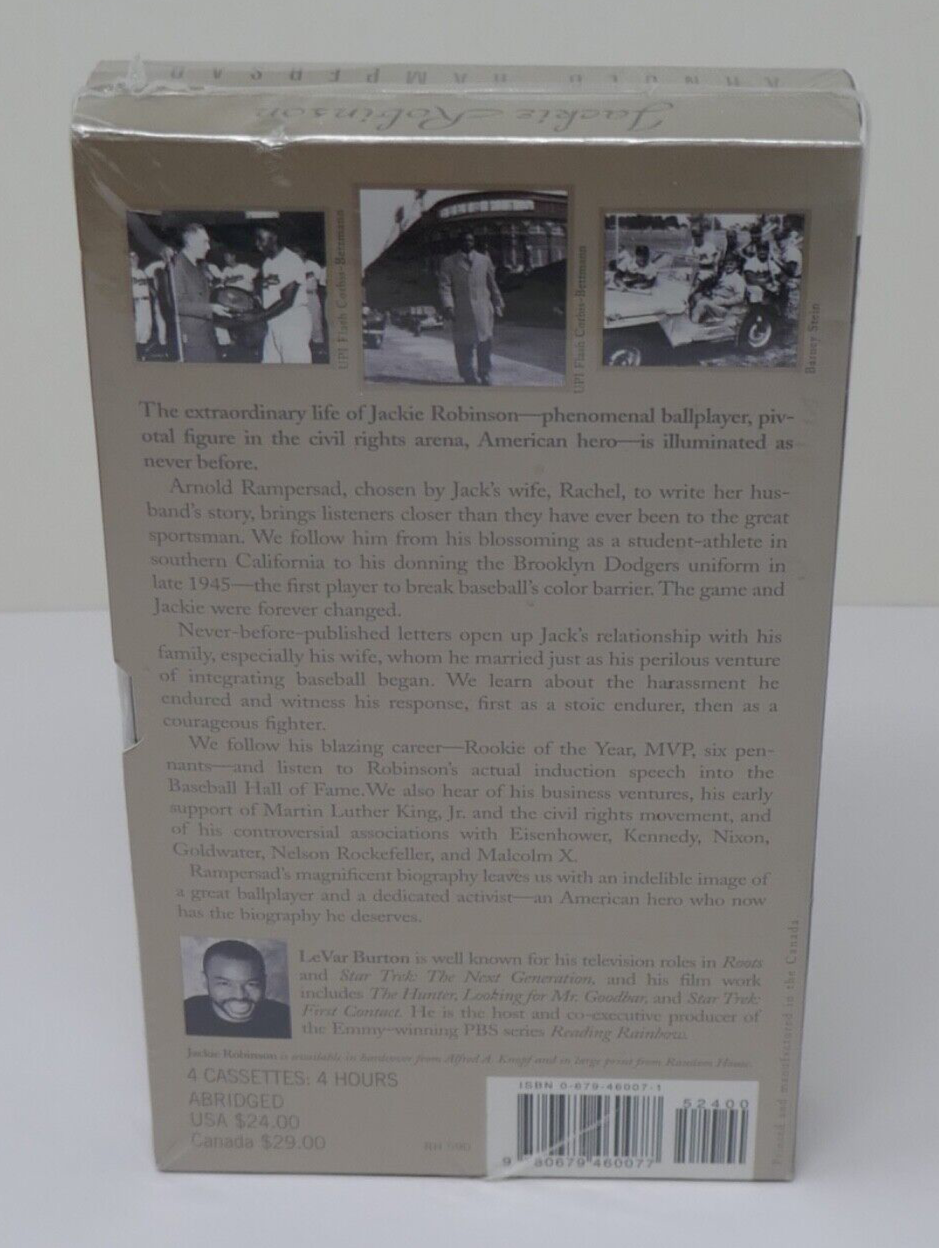 ARNOLD RAMPERSAD
Jackie Robinson
UPI Flash Corbis-Bettmann
UPI Flash Corbis-Bettmann
Barney Stein
The extraordinary life of Jackie Robinson—phenomenal ballplayer, piv-
otal figure in the civil rights arena, American hero—is illuminated as
never before.
Arnold Rampersad, chosen by Jack's wife, Rachel, to write her hus-
band's story, brings listeners closer than they have ever been to the great
sportsman. We follow him from his blossoming as a student-athlete in
southern California to his donning the Brooklyn Dodgers uniform in
late 1945—the first player to break baseball's color barrier. The game and
Jackie were forever changed.
Never-before-published letters open up Jack's relationship with his
family, especially his wife, whom he married just as his perilous venture
of integrating baseball began. We learn about the harassment he
endured and witness his response, first as a stoic endurer, then as a
courageous fighter.
We follow his blazing career—Rookie of the Year, MVP, six pen-
nants—and listen to Robinson's actual induction speech into the
Baseball Hall of Fame.We also hear of his business ventures, his early
support of Martin Luther King, Jr. and the civil rights movement, and
of his controversial associations with Eisenhower, Kennedy, Nixon,
Goldwater, Nelson Rockefeller, and Malcolm X.
Rampersad's magnificent biography leaves us with an indelible image of
a great ballplayer and a dedicated activist—an American hero who now
has the biography he deserves.
LeVar Burton is well known for his television roles in Roots
and Star Trek: The Next Generation, and his film work
includes The Hunter, Looking for Mr. Goodbar, and Star Trek:
First Contact. He is the host and co-executive producer of
the Emmy-winning PBS series Reading Rainbow.
Jackie Robinson is available in hardcover from Alfred A. Knopf and in large print from Random House.
4 CASSETTES: 4 HOURS
ABRIDGED
USA $24.00
Canada $29.00
ISBN 0-679-46007-1
52400
9 780679 460077
Printed and manufactured in the Canada.